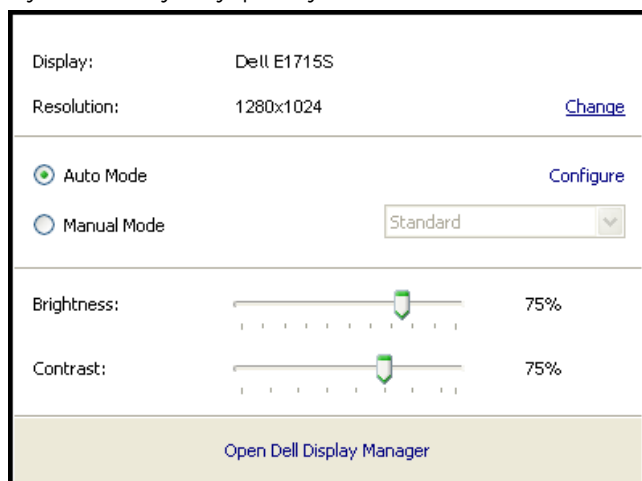 Display: Dell E1715S
Resolution: 1280x1024 Change
Auto Mode Configure
Manual Mode Standard
Brightness: 75%
Contrast: 75%
Open Dell Display Manager